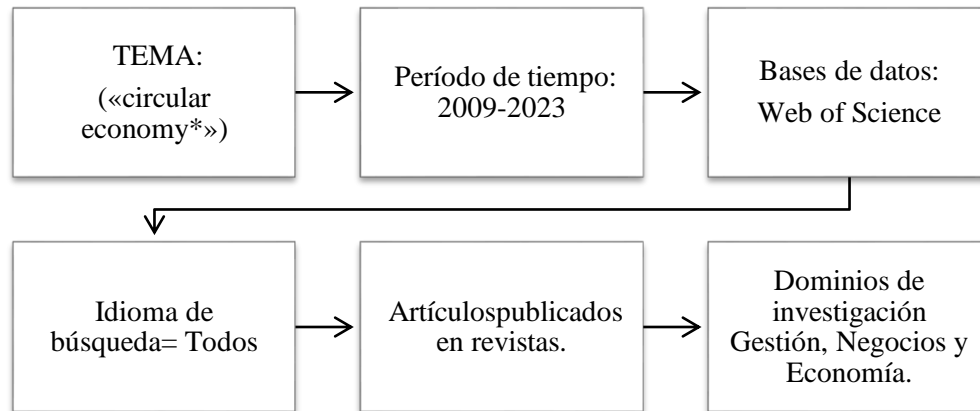 TEMA:
(«circular
economy*»)
Período de tiempo:
2009-2023
Bases de datos:
Web of Science
Idioma de
búsqueda= Todos
Artículospublicados
en revistas.
Dominios de
investigación
Gestión, Negocios y
Economía.